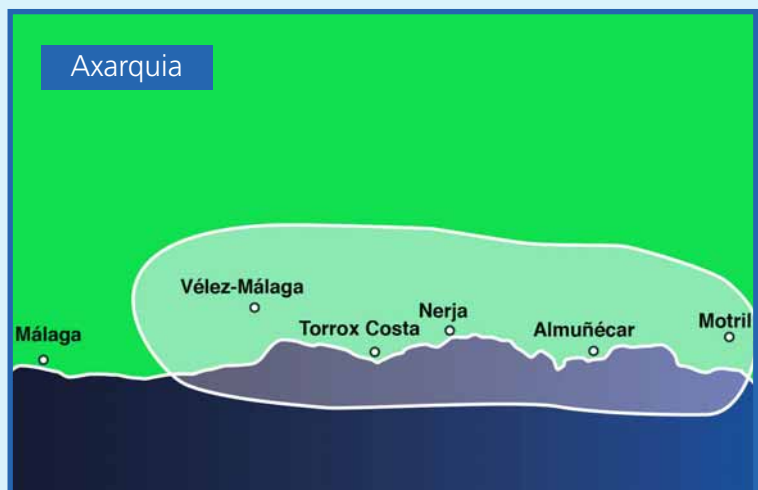 Axarquia
Vélez-Málaga
Nerja
Motril
Málaga
Torrox Costa
Almuñécar